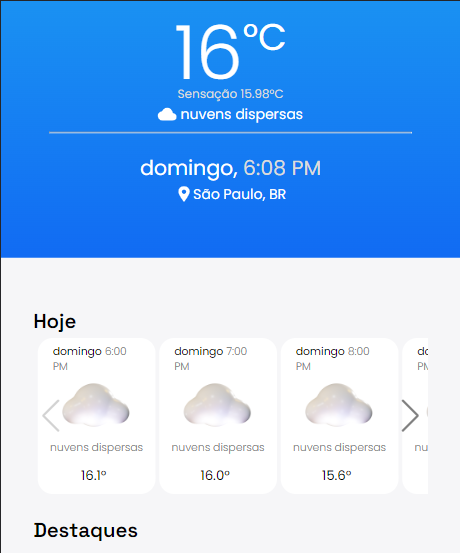 16°C
Sensação 15.98°C
nuvens dispersas
domingo, 6:08 PM
São Paulo, BR
Hoje
domingo 6:00
PM
nuvens dispersas
16.1°
domingo 7:00
PM
nuvens dispersas
16.0°
domingo 8:00
PM
nuvens dispersas
15.6°
Destaques